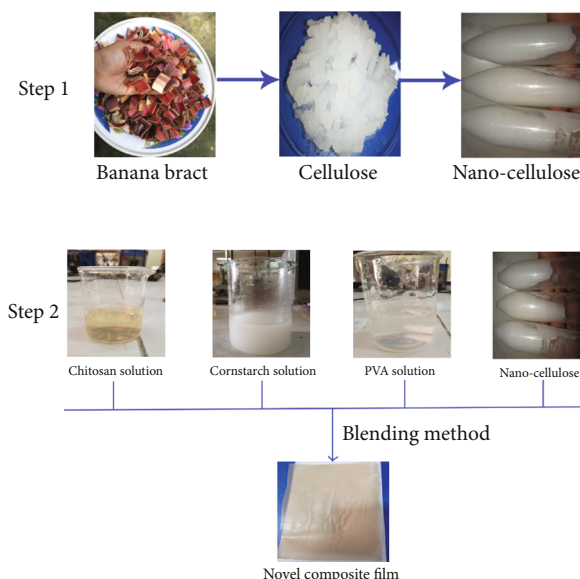 Step 1
Banana bract
Cellulose
Nano-cellulose
Step 2
Chitosan solution
Cornstarch solution
PVA solution
Nano-cellulose
Blending method
Novel composite film